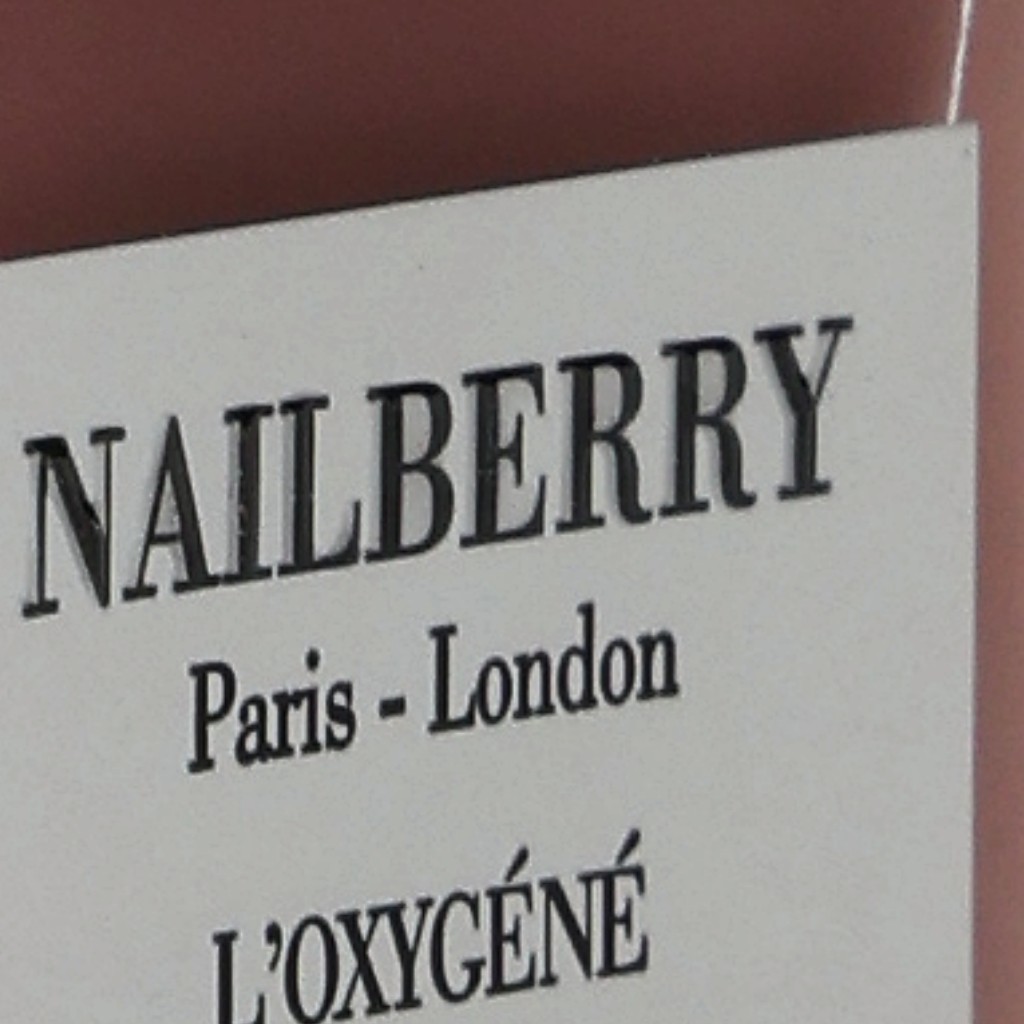 NAILBERRY
Paris - London
L'OXYGÉNÉ